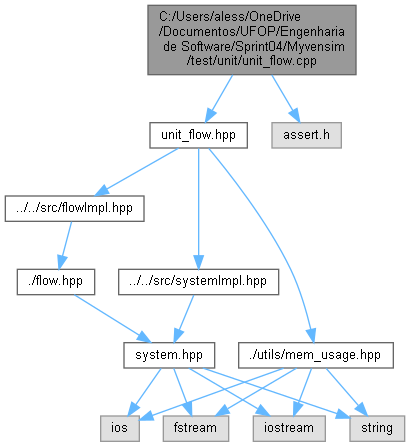 C:/Users/aless/OneDrive
/Documentos/UFOP/Engenharia
de Software/Sprint04/Myvensim
/test/unit/unit_flow.cpp
unit_flow.hpp
assert.h
../../src/flowImpl.hpp
./flow.hpp
../../src/systemImpl.hpp
system.hpp
./utils/mem_usage.hpp
ios
fstream
iostream
string